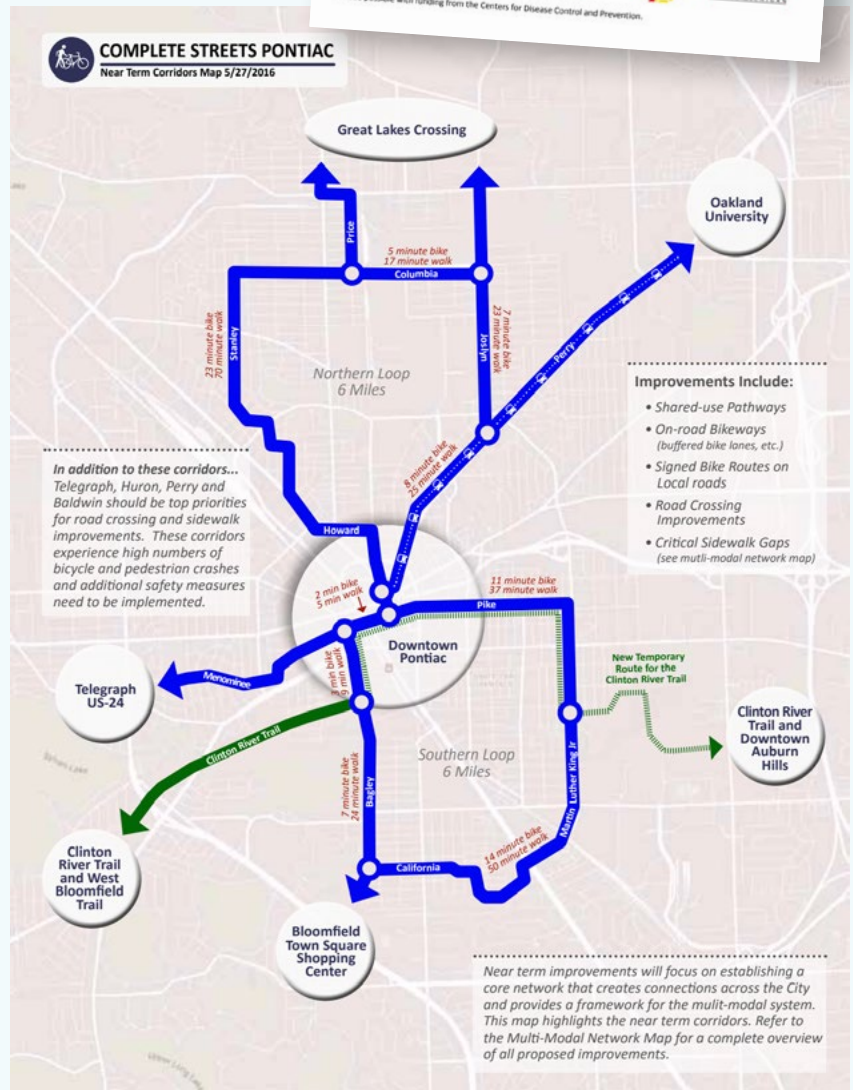 possible with funding from the Centers for Disease Control and Prevention.
COMPLETE STREETS PONTIAC
Near Term Corridors Map 5/27/2016
Great Lakes Crossing
Oakland
University
Price
5 minute bike
17 minute walk
Columbia
Stanley
23 minute bike
70 minute walk
Joslyn
7 minute bike
23 minute walk
Perry
Northern Loop
6 Miles
Improvements Include:
• Shared-use Pathways
• On-road Bikeways
(buffered bike lanes, etc.)
• Signed Bike Routes on
Local roads
• Road Crossing
Improvements
• Critical Sidewalk Gaps
(see mutli-modal network map)
8 minute bike
25 minute walk
In addition to these corridors...
Telegraph, Huron, Perry and
Baldwin should be top priorities
for road crossing and sidewalk
improvements. These corridors
experience high numbers of
bicycle and pedestrian crashes
and additional safety measures
need to be implemented.
Howard
2 min bike
5 min walk
11 minute bike
37 minute walk
Pike
Downtown
Pontiac
Menominee
Telegraph
US-24
3 min bike
9 min walk
New Temporary
Route for the
Clinton River Trail
Clinton River
Trail and
Downtown
Auburn
Hills
Clinton River Trail
Southern Loop
6 Miles
7 minute bike
24 minute walk
Bagley
Martin Luther King Jr
14 minute bike
50 minute walk
California
Clinton
River Trail
and West
Bloomfield
Trail
Bloomfield
Town Square
Shopping
Center
Near term improvements will focus on establishing a
core network that creates connections across the City
and provides a framework for the mulit-modal system.
This map highlights the near term corridors. Refer to
the Multi-Modal Network Map for a complete overview
of all proposed improvements.